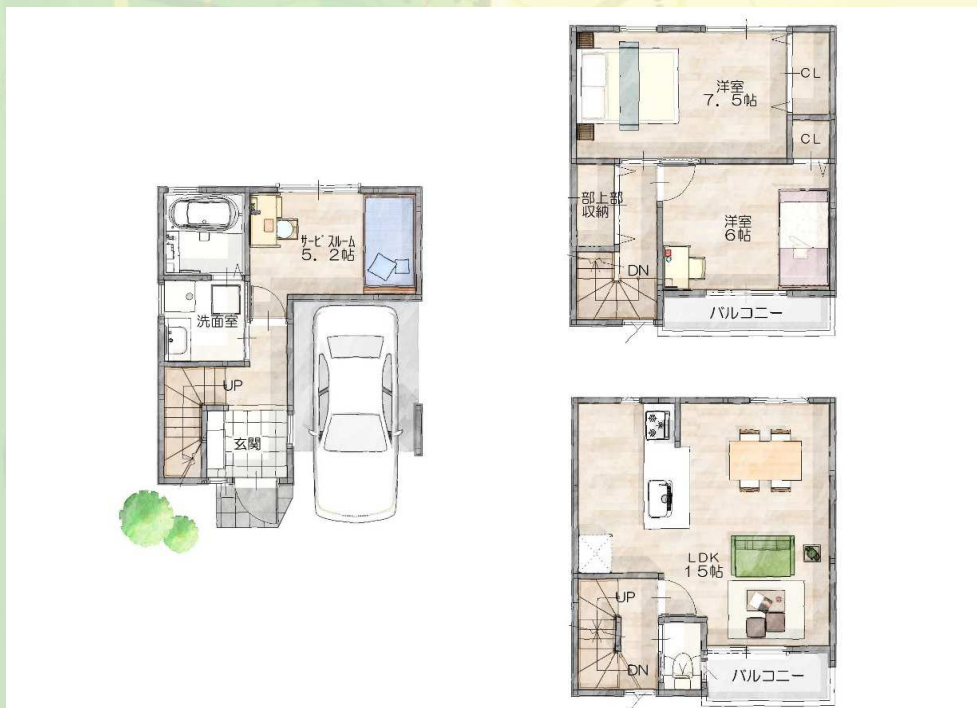 サービスルーム
5.2帖
洗面室
UP
玄関
洋室
7.5帖
CL
CL
部上部
収納
洋室
6帖
DN
バルコニー
LDK
15帖
UP
DN
バルコニー